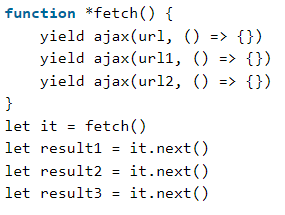 function *fetch() {
    yield ajax(url, () => {})
    yield ajax(url1, () => {})
    yield ajax(url2, () => {})
}
let it = fetch()
let result1 = it.next()
let result2 = it.next()
let result3 = it.next()